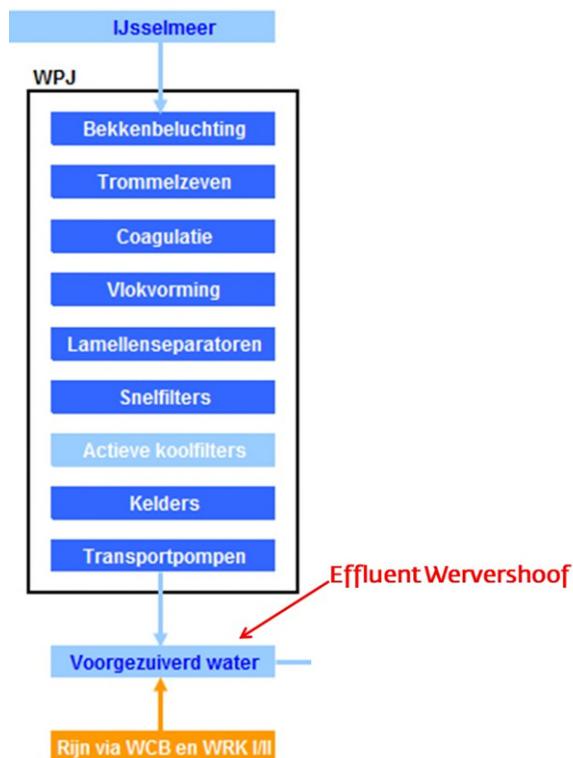 IJsselmeer
WPJ
Bekkenbeluchting
Trommelzeven
Coagulatie
Vlokvorming
Lamellenseparatoren
Snelfilters
Actieve koolfilters
Kelders
Transportpompen
Effluent Wervershoof
Voorgezuiverd water
Rijn via WCB en WRK I/II